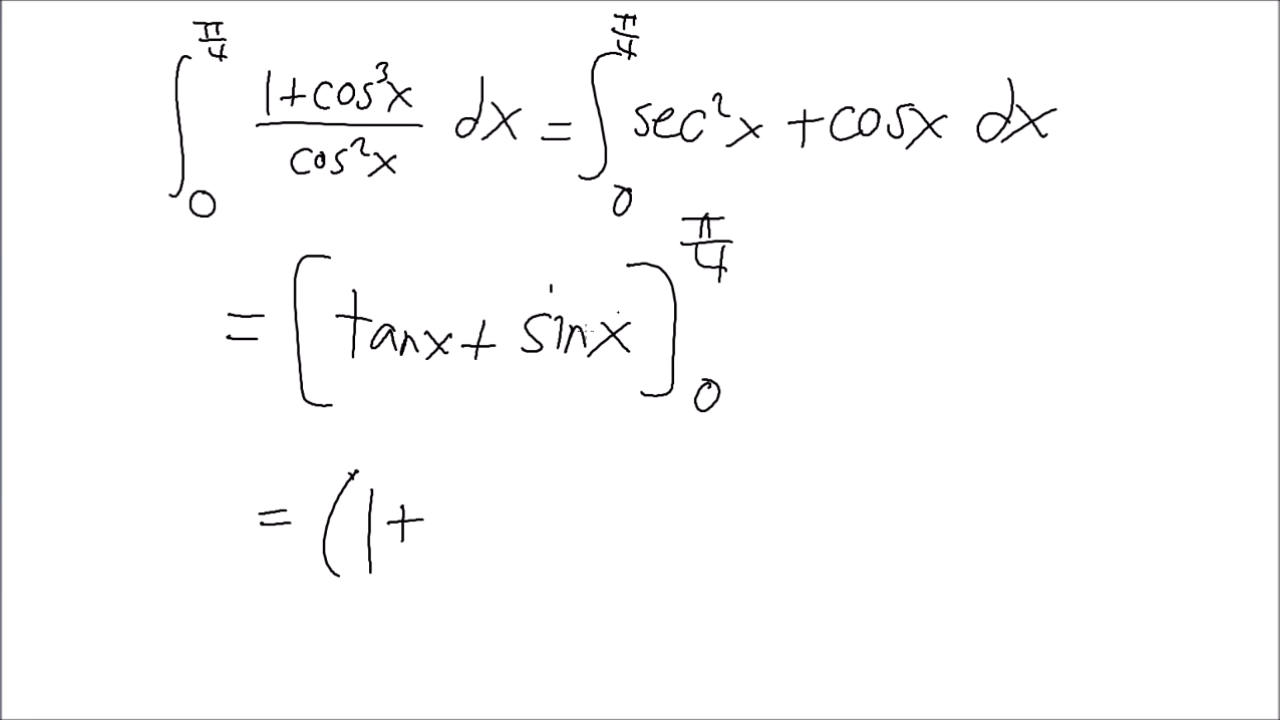 ∫₀^{π/4} (1+cos³x)/(cos²x) dx = ∫₀^{π/4} sec²x + cosx dx
= [tanx + sinx]₀^{π/4}
= (1+